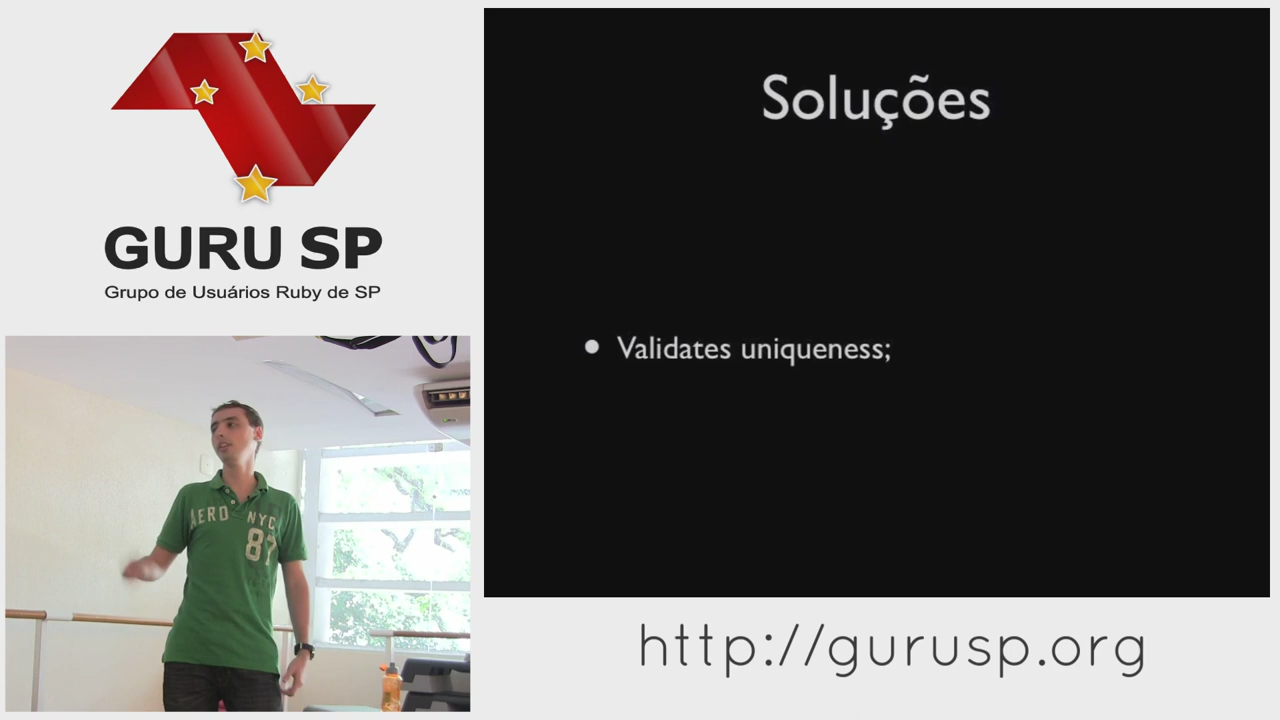 GURU SP
Grupo de Usuários Ruby de SP
AERO NYC
87
Soluções
• Validates uniqueness;
http://gurusp.org